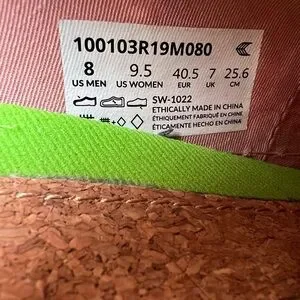 100103R19M080
8 9.5 40.5 7 25.6
US MEN US WOMEN EUR UK CM
SW-1022
ETHICALLY MADE IN CHINA
ÉTHIQUEMENT FABRIQUÉ EN CHINE
ÉTICAMENTE HECHO EN CHINA